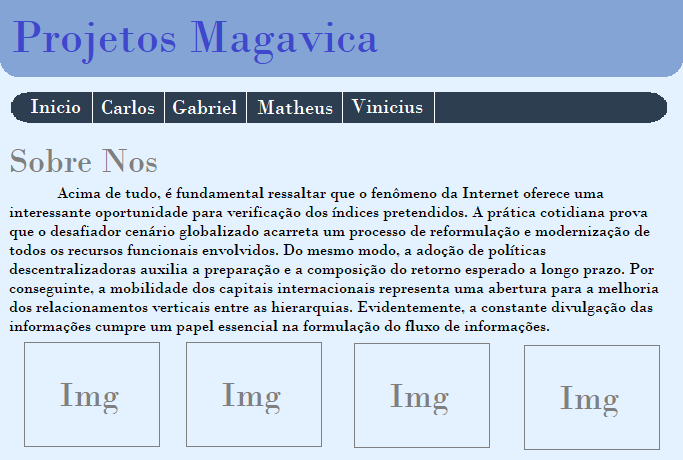 Projetos Magavica
Inicio Carlos Gabriel Matheus Vinicius
Sobre Nos
Acima de tudo, é fundamental ressaltar que o fenômeno da Internet oferece uma
interessante oportunidade para verificação dos índices pretendidos. A prática cotidiana prova
que o desafiador cenário globalizado acarreta um processo de reformulação e modernização de
todos os recursos funcionais envolvidos. Do mesmo modo, a adoção de políticas
descentralizadoras auxilia a preparação e a composição do retorno esperado a longo prazo. Por
conseguinte, a mobilidade dos capitais internacionais representa uma abertura para a melhoria
dos relacionamentos verticais entre as hierarquias. Evidentemente, a constante divulgação das
informações cumpre um papel essencial na formulação do fluxo de informações.
Img Img Img Img